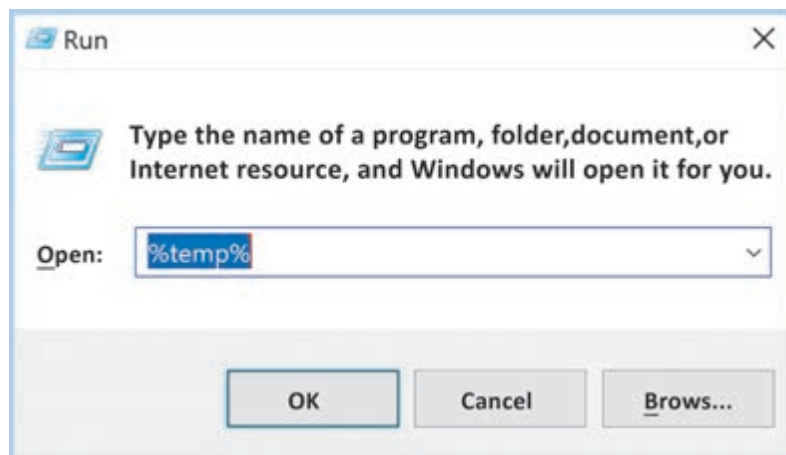 Run
Type the name of a program, folder,document,or
Internet resource, and Windows will open it for you.
Open: %temp%
OK Cancel Brows...